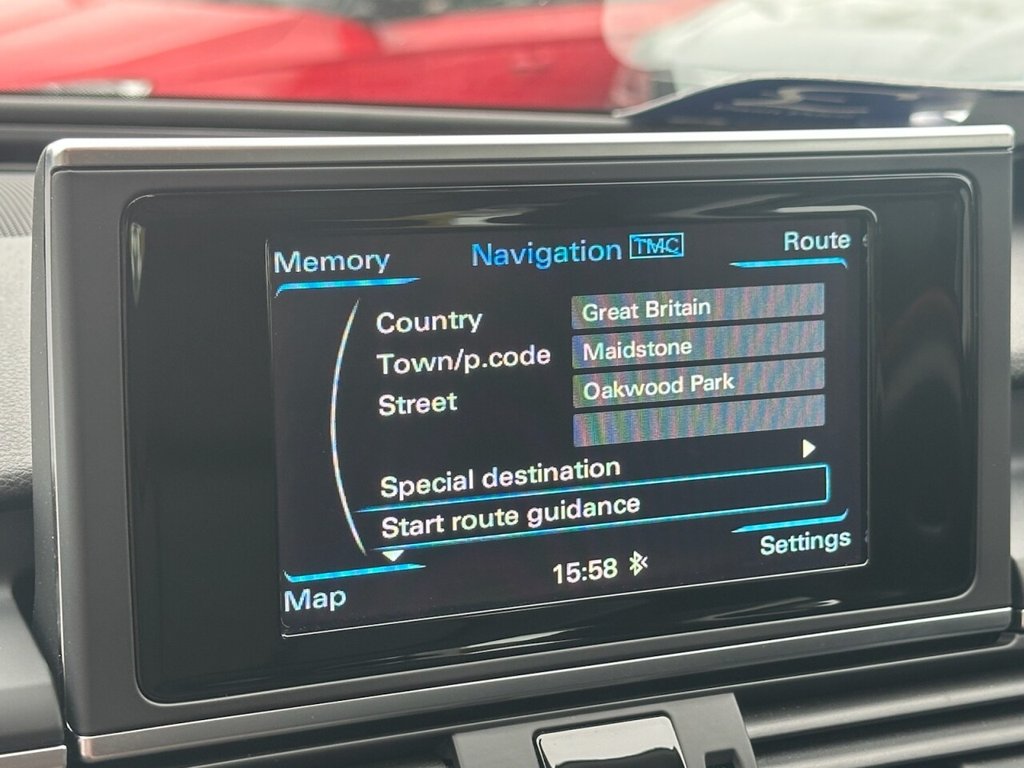 Memory
Navigation TMC
Route
Country
Great Britain
Town/p.code
Maidstone
Street
Oakwood Park
Special destination
Start route guidance
Map
15:58
Settings